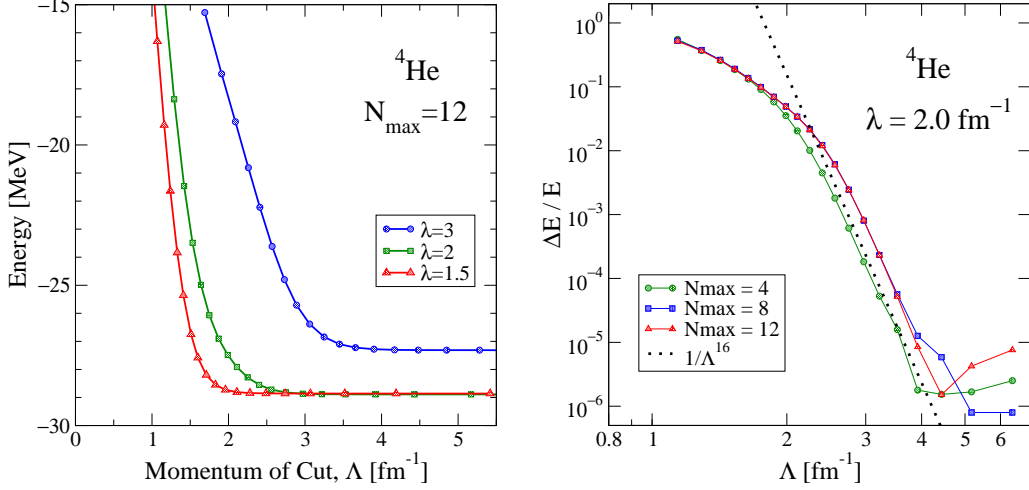 -15
-20
-25
-30
Energy [MeV]
0
1
2
3
4
5
Momentum of Cut, Λ [fm⁻¹]
⁴He
N_max=12
λ=3
λ=2
λ=1.5
10⁰
10⁻¹
10⁻²
10⁻³
10⁻⁴
10⁻⁵
10⁻⁶
ΔE / E
0.8
1
2
3
4
5
6
Λ [fm⁻¹]
⁴He
λ = 2.0 fm⁻¹
Nmax = 4
Nmax = 8
Nmax = 12
1/Λ¹⁶